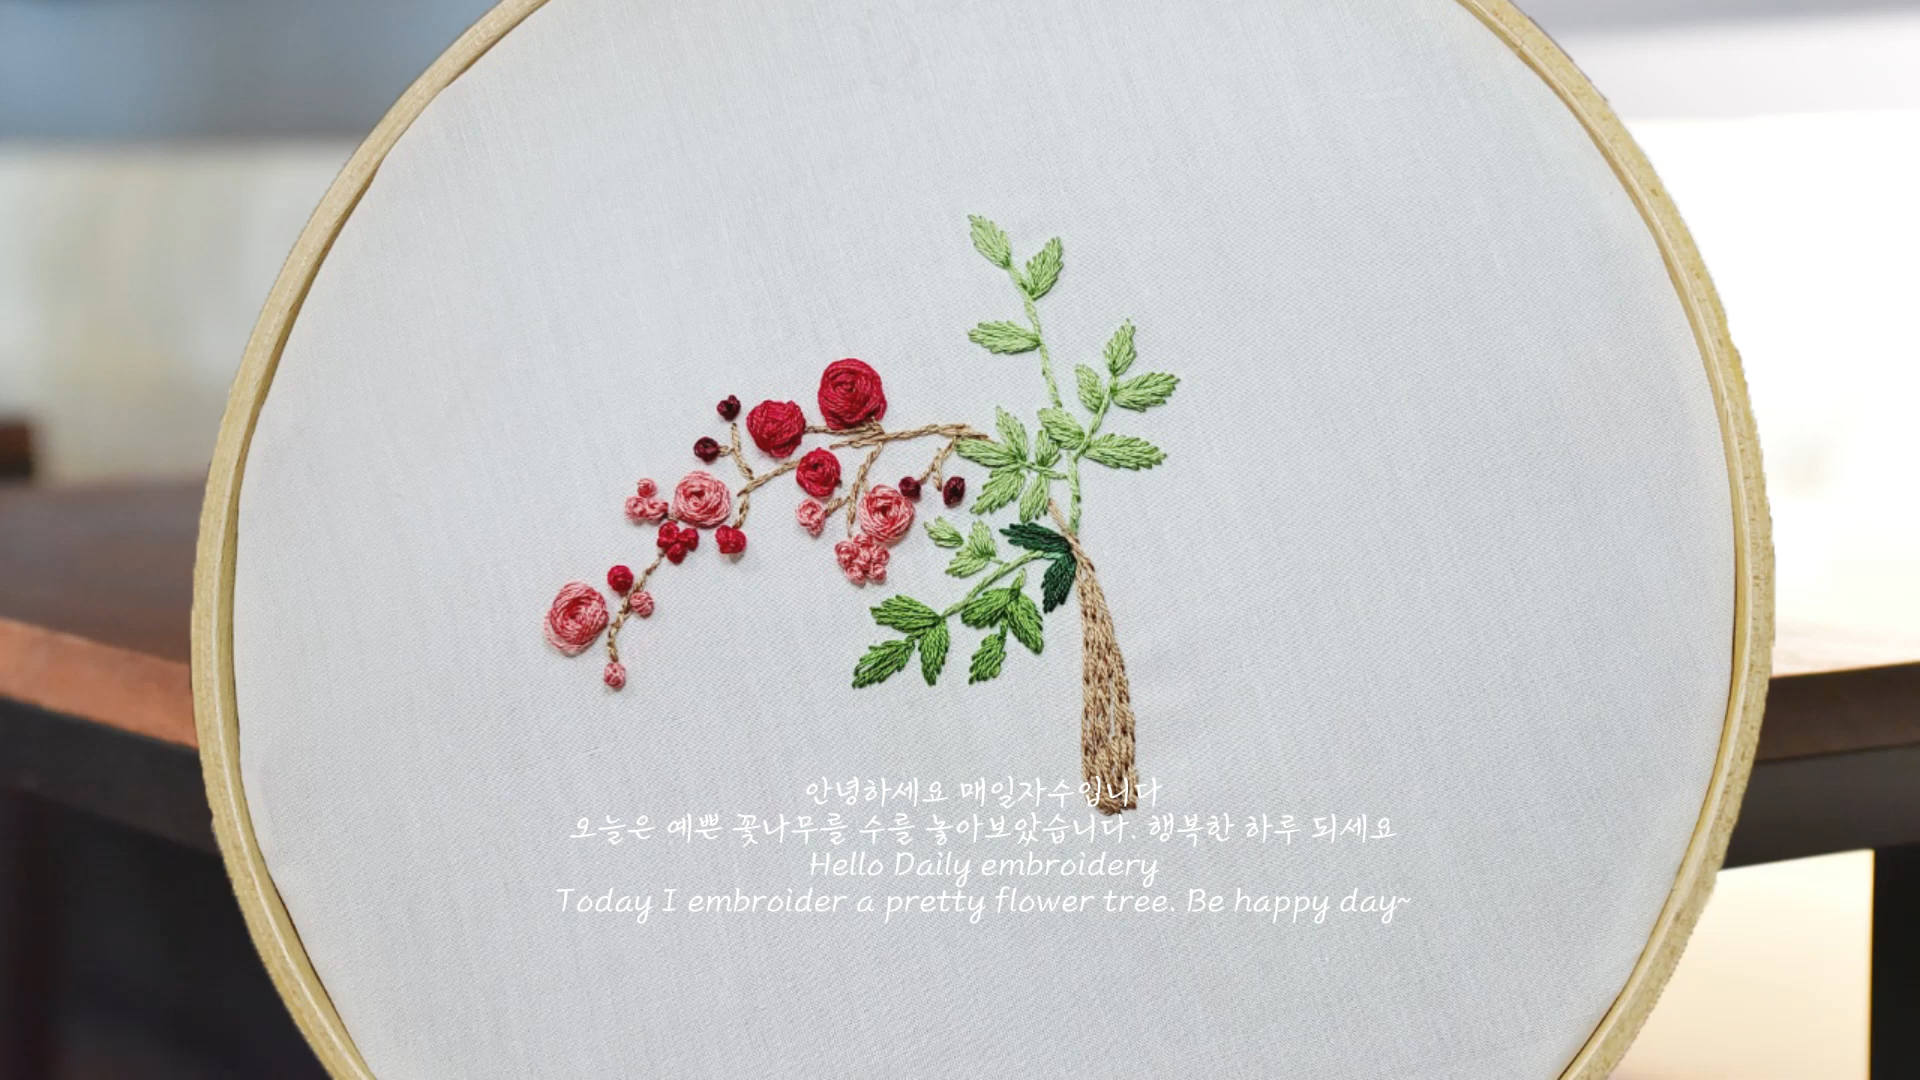 안녕하세요 매일자수입니다
오늘은 예쁜 꽃나무를 수를 놓아보았습니다. 행복한 하루 되세요
Hello Daily embroidery
Today I embroider a pretty flower tree. Be happy day~